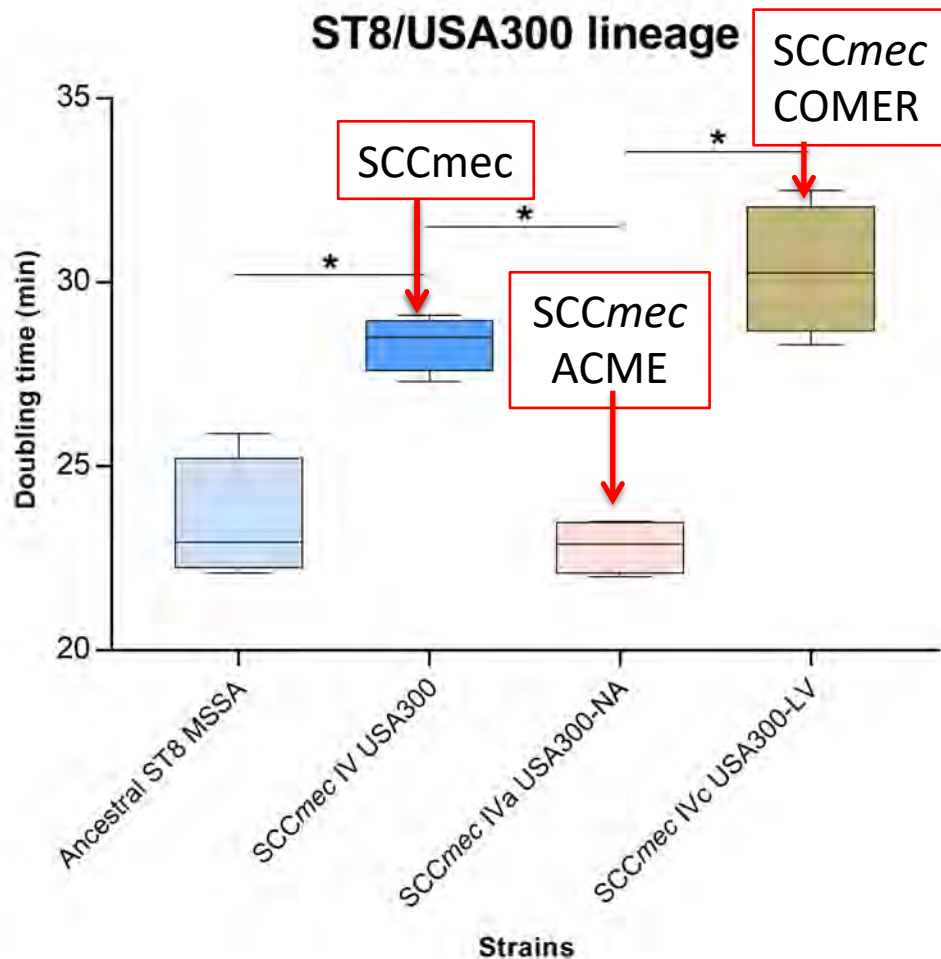 ST8/USA300 lineage
SCCmec
COMER
35
SCCmec
*
*
*
30
SCCmec
ACME
Doubling time (min)
25
20
Ancestral ST8 MSSA
SCCmec IV USA300
SCCmec IVa USA300-NA
SCCmec IVc USA300-LV
Strains